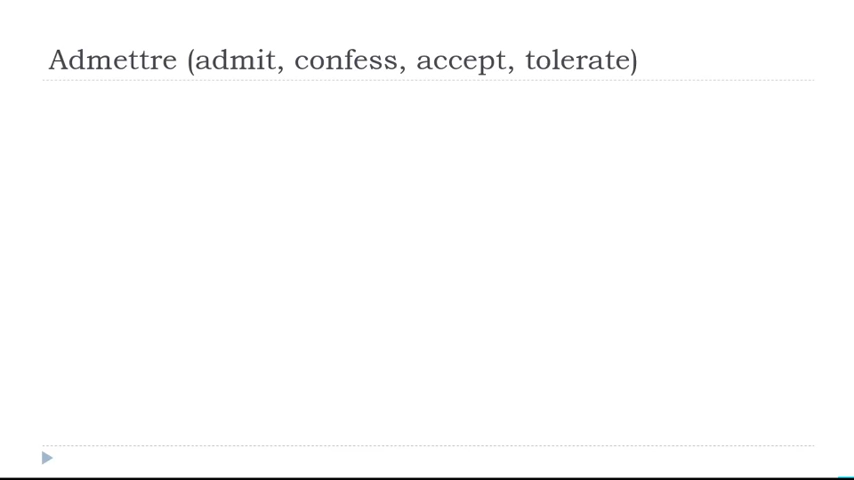 Admettre (admit, confess, accept, tolerate)